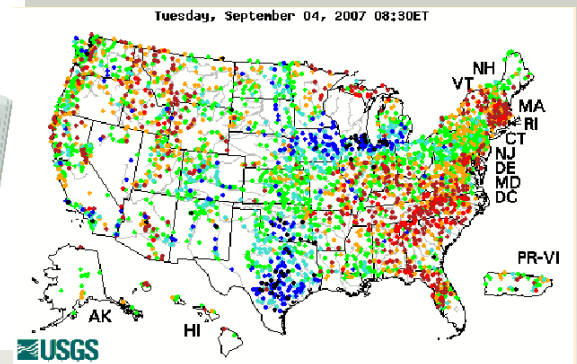 Tuesday, September 04, 2007 08:30ET
NH
VT
MA
RI
CT
NJ
DE
MD
DC
PR-VI
AK
HI
USGS